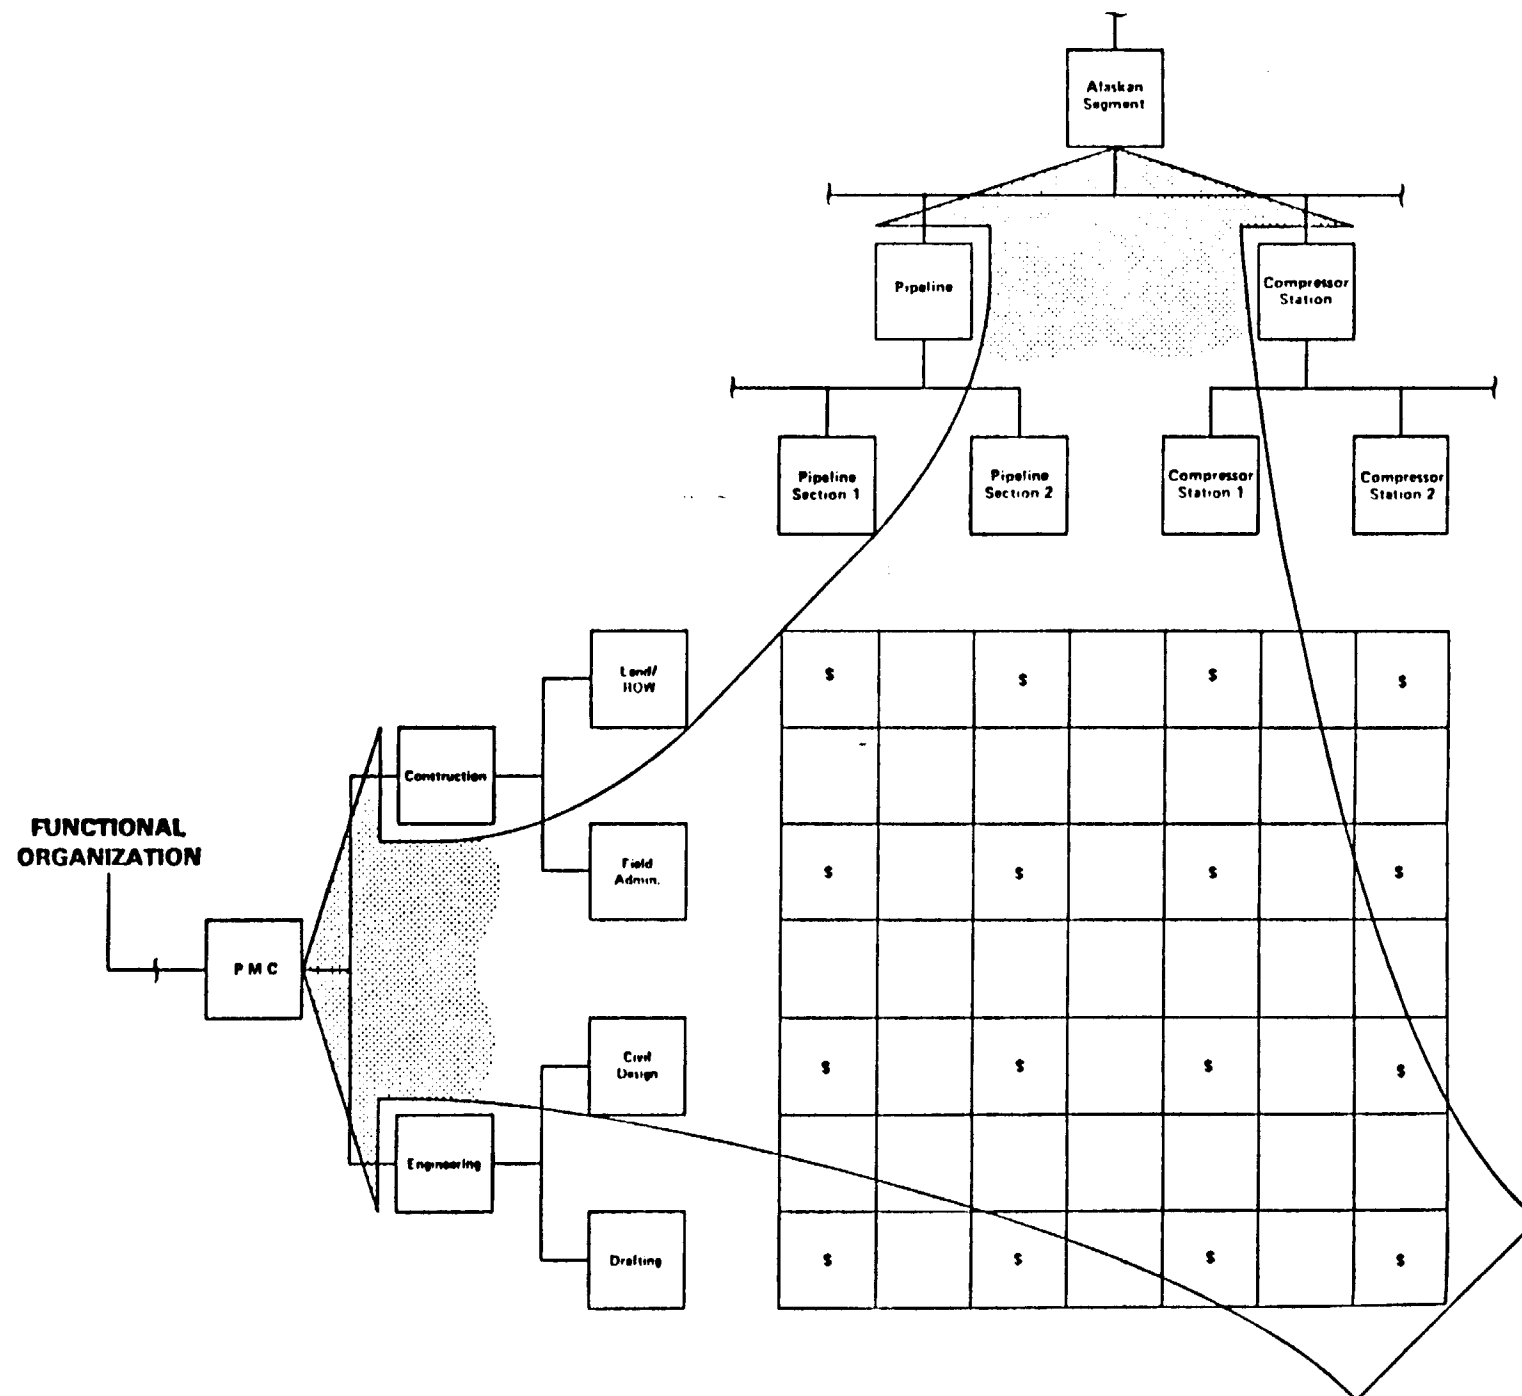 Alaskan
Segment
Pipeline
Compressor
Station
Pipeline
Section 1
Pipeline
Section 2
Compressor
Station 1
Compressor
Station 2
Land/
ROW
$ $ $ $
Construction
FUNCTIONAL
ORGANIZATION
Field
Admin.
$ $ $ $
PMC
Civil
Design
$ $ $ $
Engineering
Drafting
$ $ $ $